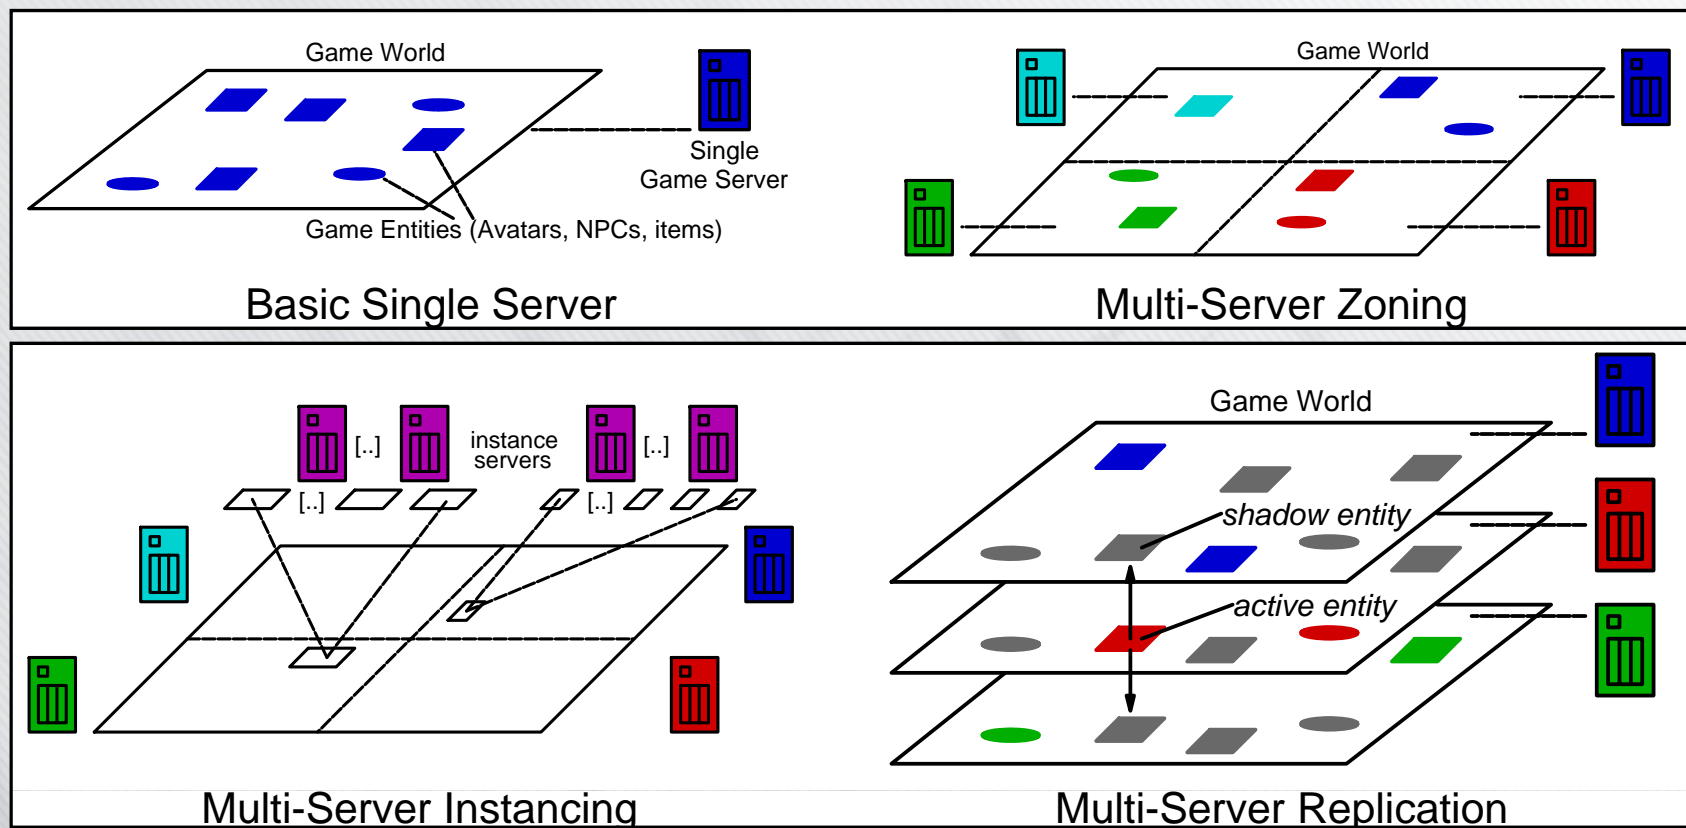 Game World
Single
Game Server
Game Entities (Avatars, NPCs, items)
Basic Single Server
Game World
Multi-Server Zoning
[..]
instance
servers
[..]
[..]
[..]
Multi-Server Instancing
Game World
shadow entity
active entity
Multi-Server Replication